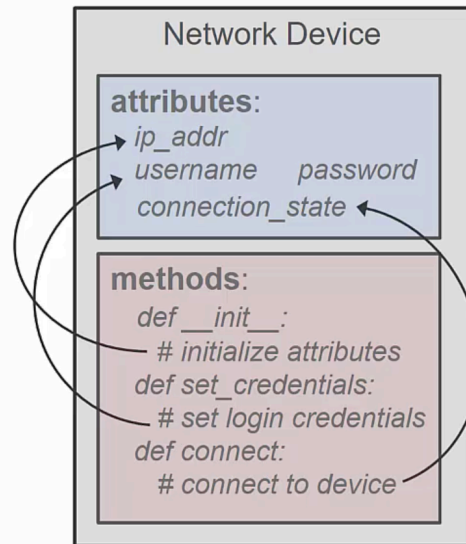 Network Device
attributes:
ip_addr
username password
connection_state
methods:
def __init__:
# initialize attributes
def set_credentials:
# set login credentials
def connect:
# connect to device